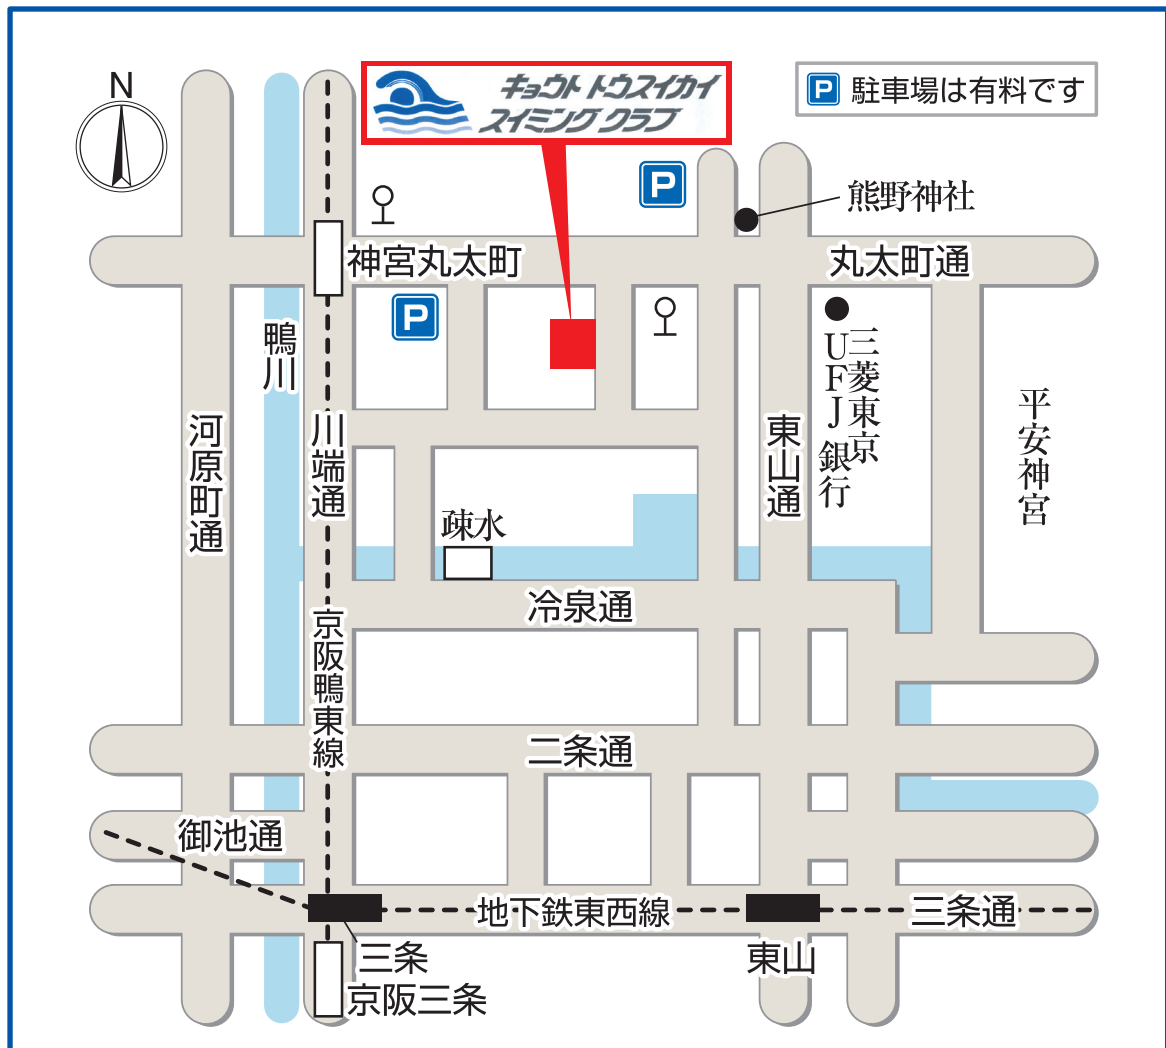 N
キョウト トウスイカイ
スイミング クラブ
P 駐車場は有料です
P
熊野神社
神宮丸太町
丸太町通
P
鴨川
三菱東京
UFJ銀行
平安神宮
河原町通
川端通
東山通
疎水
冷泉通
京阪鴨東線
二条通
御池通
地下鉄東西線
三条通
三条
東山
京阪三条